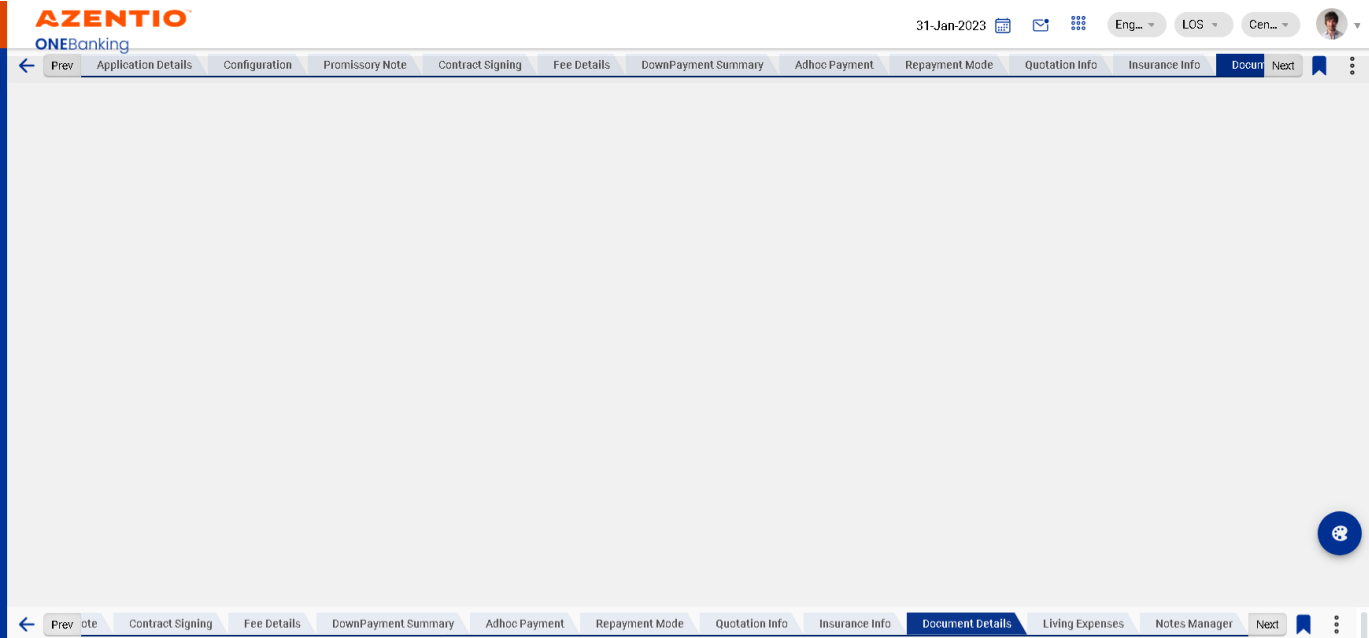 AZENTIO™
ONEBanking
31-Jan-2023 Eng... LOS Cen...
Prev Application Details Configuration Promissory Note Contract Signing Fee Details DownPayment Summary Adhoc Payment Repayment Mode Quotation Info Insurance Info Docum Next
Prev ote Contract Signing Fee Details DownPayment Summary Adhoc Payment Repayment Mode Quotation Info Insurance Info Document Details Living Expenses Notes Manager Next